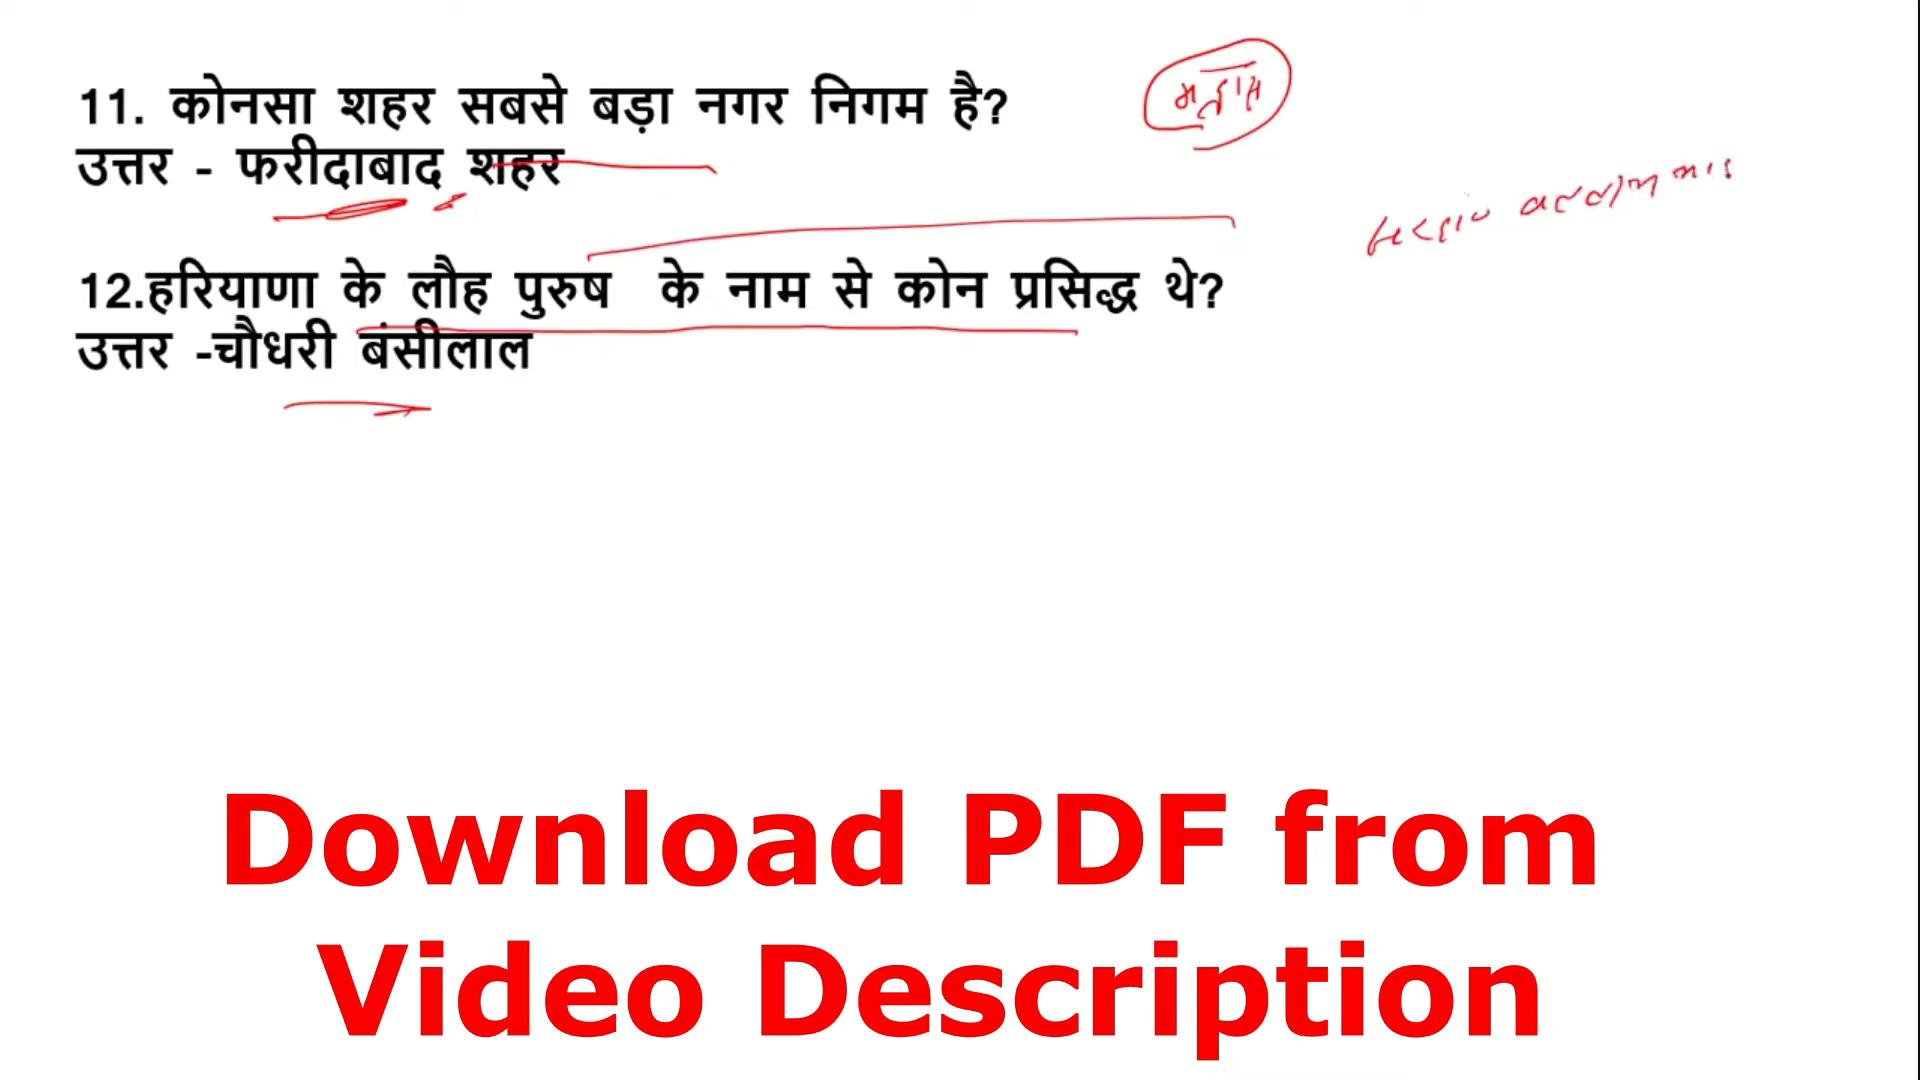 11. कोनसा शहर सबसे बड़ा नगर निगम है?
मद्रास
उत्तर - फरीदाबाद शहर
12.हरियाणा के लौह पुरुष के नाम से कोन प्रसिद्ध थे?
उत्तर -चौधरी बंसीलाल
Download PDF from
Video Description